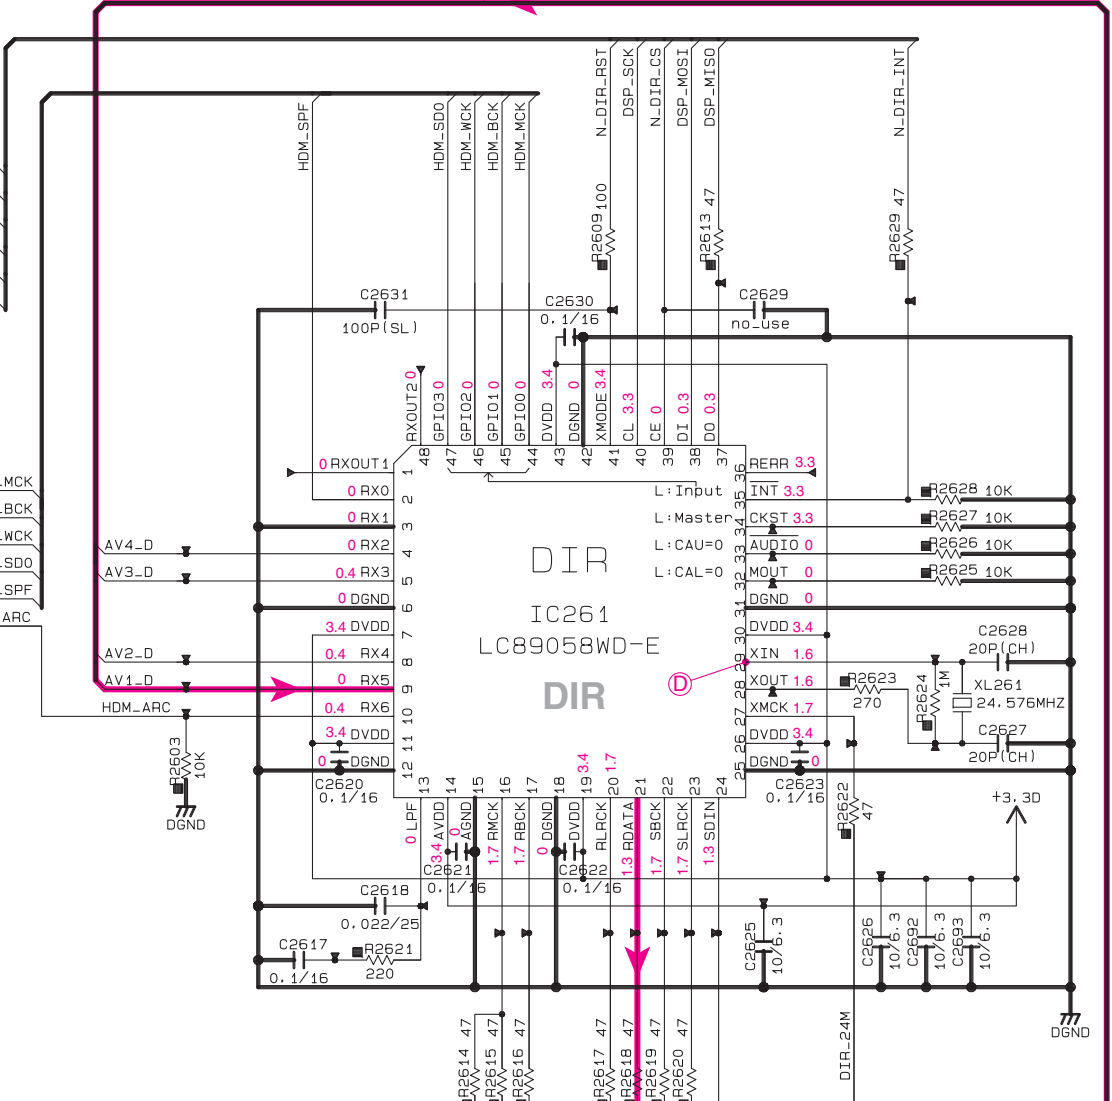 N_DIR_RST
DSP_SCK
N_DIR_CS
DSP_MOSI
DSP_MISO
N_DIR_INT
HDM_SPF
HDM_SDO
HDM_WCK
HDM_BCK
HDM_MCK
R2609 100
R2613 47
R2629 47
C2631
100P(SL)
C2630
0.1/16
C2629
no_use
RXOUT2 0
GPIO3 0
GPIO2 0
GPIO1 0
GPIO0 0
DVDD 3.4
DGND 0
XMODE 3.4
CL 3.3
CE 0
DI 0.3
DO 0.3
48 47 46 45 44 43 42 41 40 39 38 37
0 RXOUT1 1
0 RX0 2
0 RX1 3
0 RX2 4
0.4 RX3 5
0 DGND 6
3.4 DVDD 7
0.4 RX4 8
0 RX5 9
0.4 RX6 10
3.4 DVDD 11
0 DGND 12
.MCK
.BCK
.WCK
.SDO
.SPF
ARC
AV4_D
AV3_D
AV2_D
AV1_D
HDM_ARC
R2603
10K
DGND
L:Input
L:Master
L:CAU=0
L:CAL=0
DIR
IC261
LC89058WD-E
DIR
36 RERR 3.3
35 INT 3.3
34 CKST 3.3
33 AUDIO 0
32 MOUT 0
31 DGND 0
30 DVDD 3.4
29 XIN 1.6
28 XOUT 1.6
27 XMCK 1.7
26 DVDD 3.4
25 DGND 0
D
R2628 10K
R2627 10K
R2626 10K
R2625 10K
C2628
20P(CH)
R2623
270
R2624
1M
XL261
24.576MHZ
C2627
20P(CH)
C2620
0.1/16
C2623
0.1/16
R2622
47
+3.3D
13 14 15 16 17 18 19 20 21 22 23 24
0 LPF
3.4 AVDD
0 AGND
1.7 RMCK
1.7 RBCK
0 DGND
DVDD 3.4
RLRCK 1.7
1.3 RDATA
1.7 SBCK
1.7 SLRCK
1.3 SDIN
C2621
0.1/16
C2622
0.1/16
C2618
0.022/25
C2617
0.1/16
R2621
220
C2625
10/6.3
C2626
10/6.3
C2692
10/6.3
C2693
10/6.3
DGND
R2614 47
R2615 47
R2616 47
R2617 47
R2618 47
R2619 47
R2620 47
DIR_24M